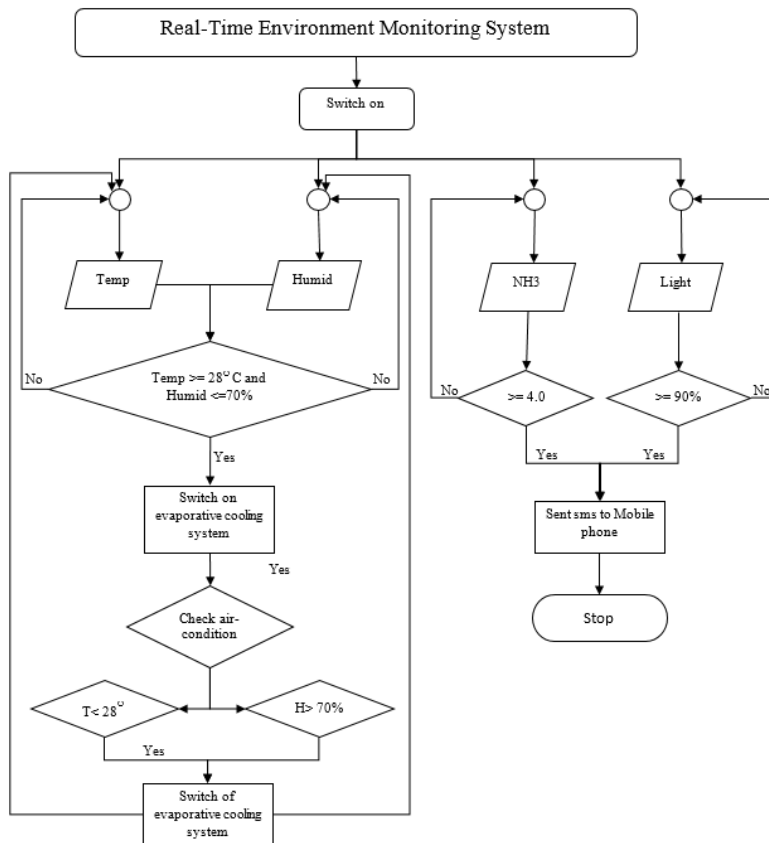 Real-Time Environment Monitoring System
Switch on
Temp
Humid
NH3
Light
No
Temp >= 28°C and
Humid <=70%
No
No
>= 4.0
>= 90%
No
Yes
Yes
Yes
Switch on
evaporative cooling
system
Sent sms to Mobile
phone
Yes
Check air-
condition
Stop
T< 28°
H> 70%
Yes
Switch of
evaporative cooling
system